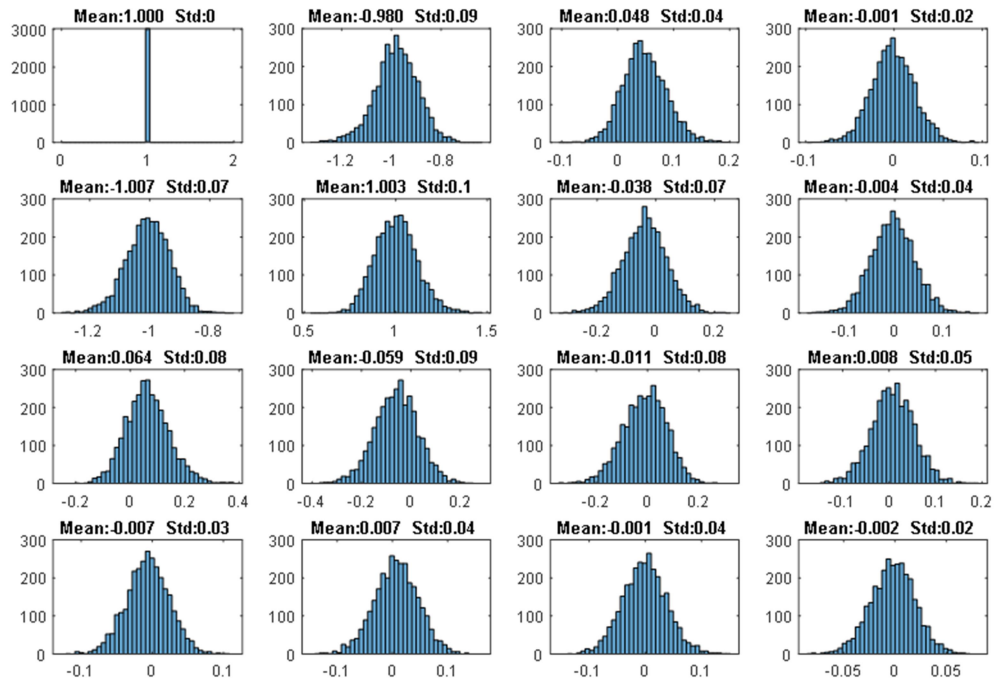 Mean:1.000 Std:0
Mean:-0.980 Std:0.09
Mean:0.048 Std:0.04
Mean:-0.001 Std:0.02
3000
2000
1000
0
0 1 2
300
200
100
0
-1.2 -1 -0.8
300
200
100
0
-0.1 0 0.1 0.2
300
200
100
0
-0.1 0 0.1
Mean:-1.007 Std:0.07
Mean:1.003 Std:0.1
Mean:-0.038 Std:0.07
Mean:-0.004 Std:0.04
300
200
100
0
-1.2 -1 -0.8
300
200
100
0
0.5 1 1.5
300
200
100
0
-0.2 0 0.2
300
200
100
0
-0.1 0 0.1
Mean:0.064 Std:0.08
Mean:-0.059 Std:0.09
Mean:-0.011 Std:0.08
Mean:0.008 Std:0.05
300
200
100
0
-0.2 0 0.2 0.4
300
200
100
0
-0.4 -0.2 0 0.2
300
200
100
0
-0.2 0 0.2
300
200
100
0
-0.1 0 0.1 0.2
Mean:-0.007 Std:0.03
Mean:0.007 Std:0.04
Mean:-0.001 Std:0.04
Mean:-0.002 Std:0.02
300
200
100
0
-0.1 0 0.1
300
200
100
0
-0.1 0 0.1
300
200
100
0
-0.1 0 0.1
300
200
100
0
-0.05 0 0.05